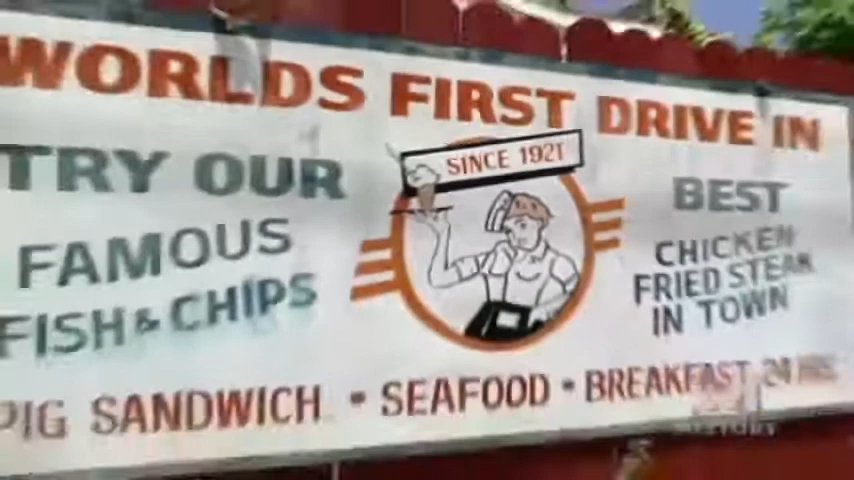 WORLDS FIRST DRIVE IN
SINCE 1921
TRY OUR
FAMOUS
FISH & CHIPS
BEST
CHICKEN
FRIED STEAK
IN TOWN
PIG SANDWICH • SEAFOOD • BREAKFAST 24 HRS
HISTORY